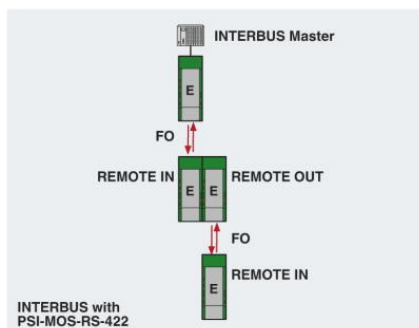 INTERBUS Master
E
FO
REMOTE IN
E
E
REMOTE OUT
FO
E
REMOTE IN
INTERBUS with
PSI-MOS-RS-422